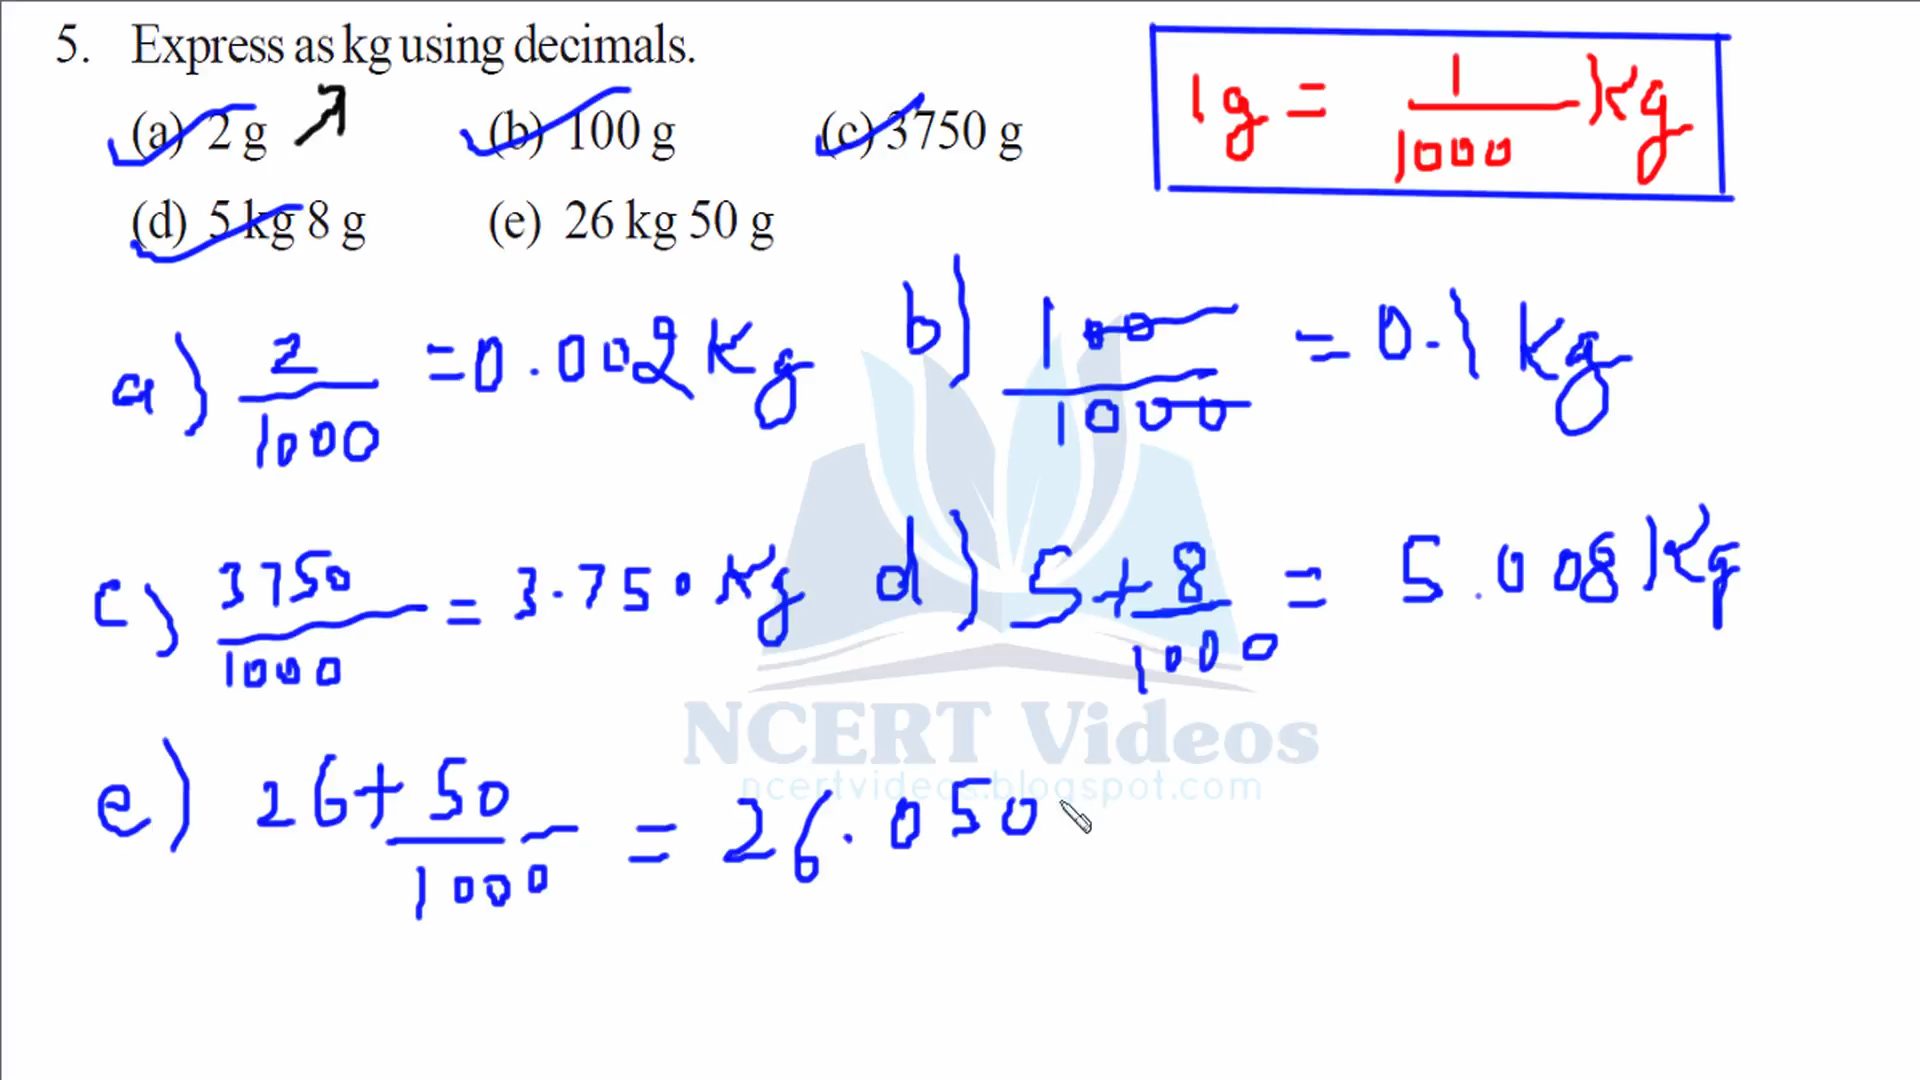 5. Express as kg using decimals.
(a) 2 g (b) 100 g (c) 3750 g
(d) 5 kg 8 g (e) 26 kg 50 g
1g = 1/1000 kg
a) 2/1000 = 0.002 Kg b) 100/1000 = 0.1 kg
c) 3750/1000 = 3.750 Kg d) 5 + 8/1000 = 5.008 Kg
e) 26 + 50/1000 = 26.050
NCERT Videos
ncertvideos.blogspot.com